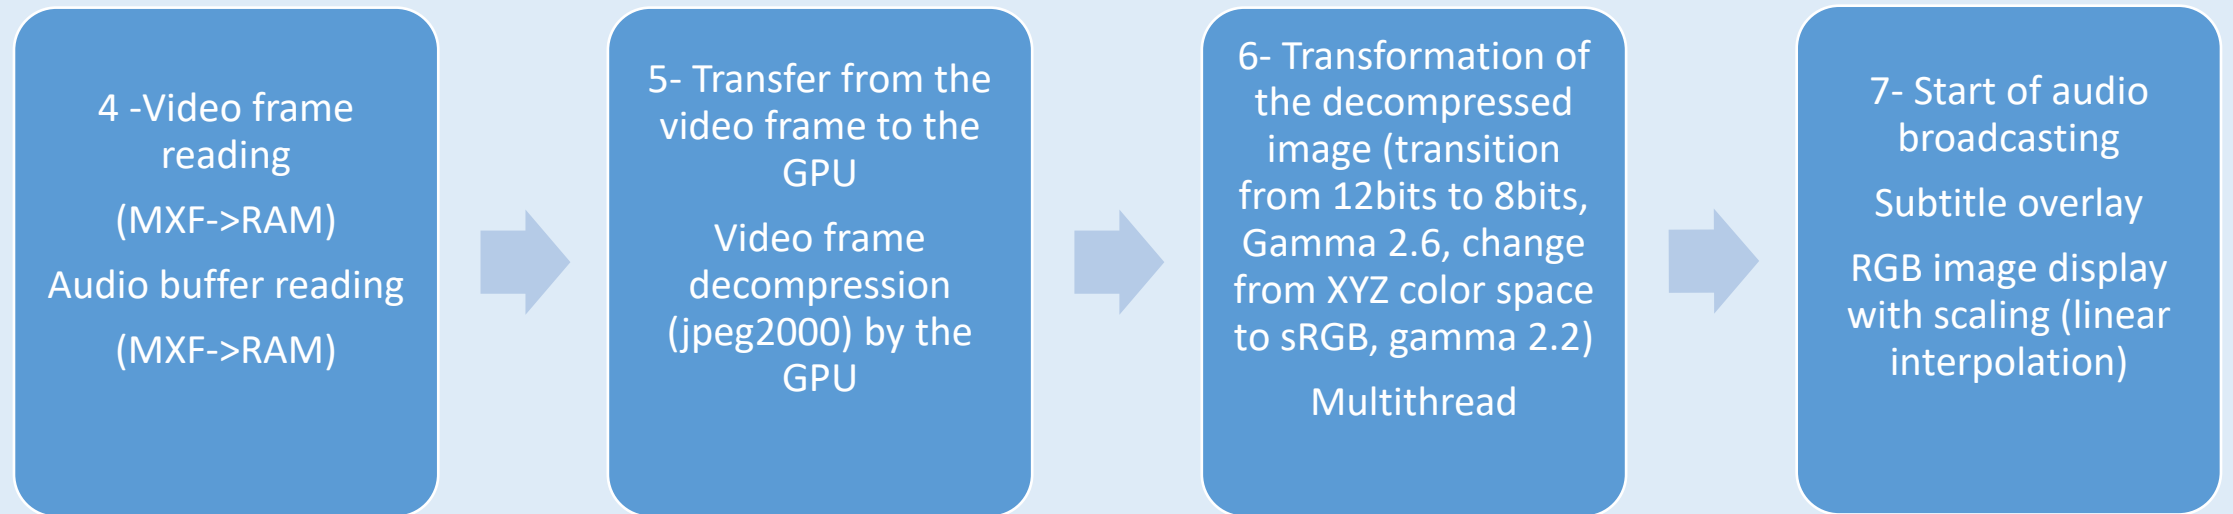 4 -Video frame
reading
(MXF->RAM)
Audio buffer reading
(MXF->RAM)
5- Transfer from the
video frame to the
GPU
Video frame
decompression
(jpeg2000) by the
GPU
6- Transformation of
the decompressed
image (transition
from 12bits to 8bits,
Gamma 2.6, change
from XYZ color space
to sRGB, gamma 2.2)
Multithread
7- Start of audio
broadcasting
Subtitle overlay
RGB image display
with scaling (linear
interpolation)